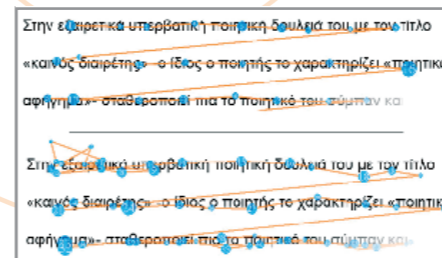 Στην εξαιρετικά υπερβατική ποιητική δουλειά του με τον τίτλο
«καινός διαιρέτης» ο ίδιος ο ποιητής το χαρακτηρίζει «ποιητικό
αφήγημα»- σταθεροποιεί πια το ποιητικό του σύμπαν και
Στην εξαιρετικά υπερβατική ποιητική δουλειά του με τον τίτλο
«καινός διαιρέτης» ο ίδιος ο ποιητής το χαρακτηρίζει «ποιητικ
αφήγημα»- σταθεροποιεί πια το ποιητικό του σύμπαν και